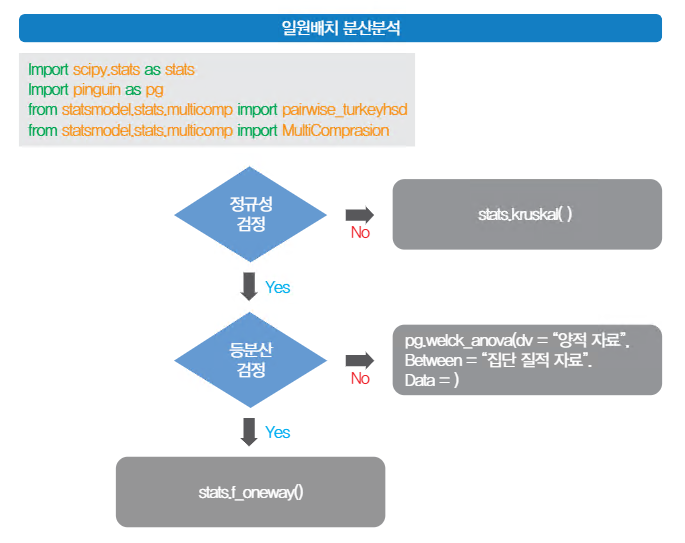 일원배치 분산분석
Import scipy.stats as stats
Import pinguin as pg
from statsmodel.stats.multicomp import pairwise_turkeyhsd
from statsmodel.stats.multicomp import MultiComprasion
정규성
검정
No
stats.kruskal( )
Yes
등분산
검정
No
pg.welck_anova(dv = “양적 자료”.
Between = “집단 질적 자료”.
Data = )
Yes
stats.f_oneway()